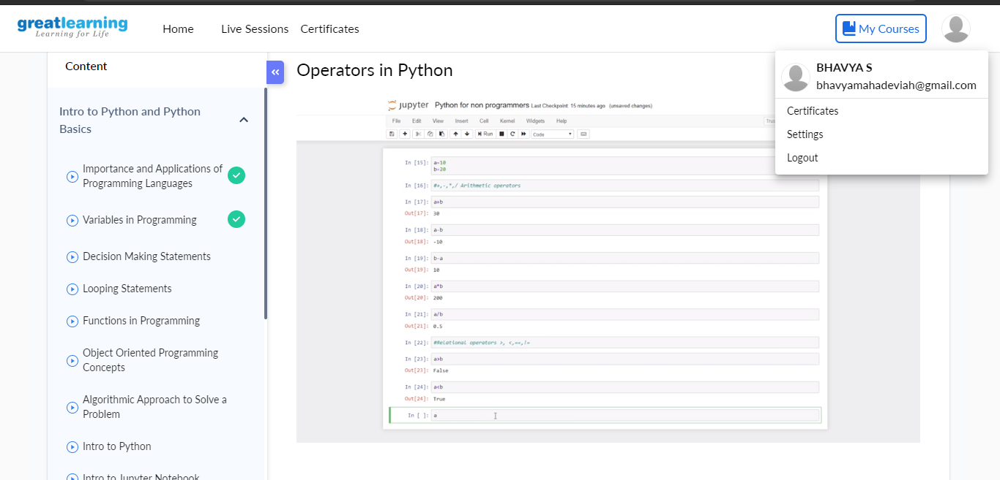 greatlearning
Learning for Life
Home
Live Sessions
Certificates
My Courses
BHAVYA S
bhavyamahadeviah@gmail.com
Certificates
Settings
Logout
Content
Intro to Python and Python
Basics
Importance and Applications of
Programming Languages
Variables in Programming
Decision Making Statements
Looping Statements
Functions in Programming
Object Oriented Programming
Concepts
Algorithmic Approach to Solve a
Problem
Intro to Python
Intro to Jupyter Notebook
«
Operators in Python
jupyter Python for non programmers Last Checkpoint: 15 minutes ago (unsaved changes)
File Edit View Insert Cell Kernel Widgets Help
Run Code
In [15]: a=10
b=20
In [16]: #+,-,*,/ Arithmetic operators
In [17]: a+b
Out[17]: 30
In [18]: a-b
Out[18]: -10
In [19]: b-a
Out[19]: 10
In [20]: a*b
Out[20]: 200
In [21]: a/b
Out[21]: 0.5
In [22]: #Relational operators >, <,==,!=
In [23]: a>b
Out[23]: False
In [24]: a<b
Out[24]: True
In [ ]: a